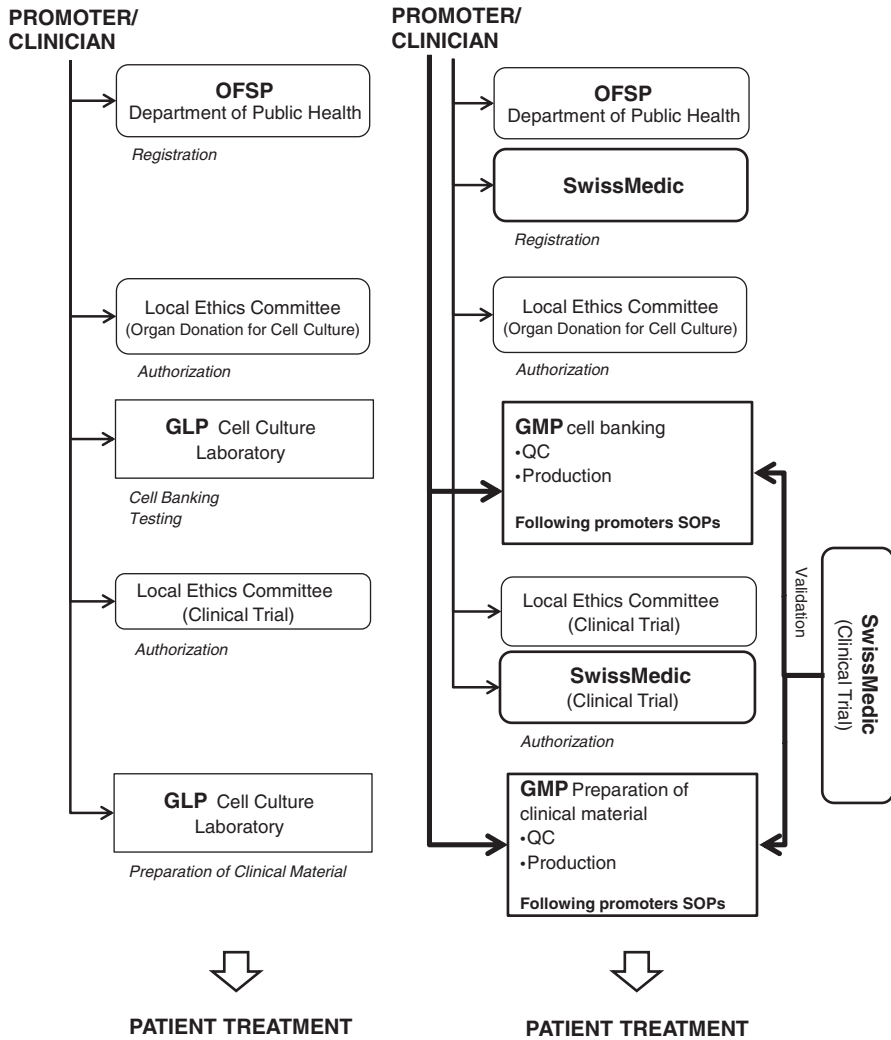 PROMOTER/
CLINICIAN
OFSP
Department of Public Health
Registration
Local Ethics Committee
(Organ Donation for Cell Culture)
Authorization
GLP Cell Culture
Laboratory
Cell Banking
Testing
Local Ethics Committee
(Clinical Trial)
Authorization
GLP Cell Culture
Laboratory
Preparation of Clinical Material
PATIENT TREATMENT
PROMOTER/
CLINICIAN
OFSP
Department of Public Health
SwissMedic
Registration
Local Ethics Committee
(Organ Donation for Cell Culture)
Authorization
GMP cell banking
•QC
•Production
Following promoters SOPs
Local Ethics Committee
(Clinical Trial)
SwissMedic
(Clinical Trial)
Authorization
GMP Preparation of
clinical material
•QC
•Production
Following promoters SOPs
Validation
SwissMedic
(Clinical Trial)
PATIENT TREATMENT